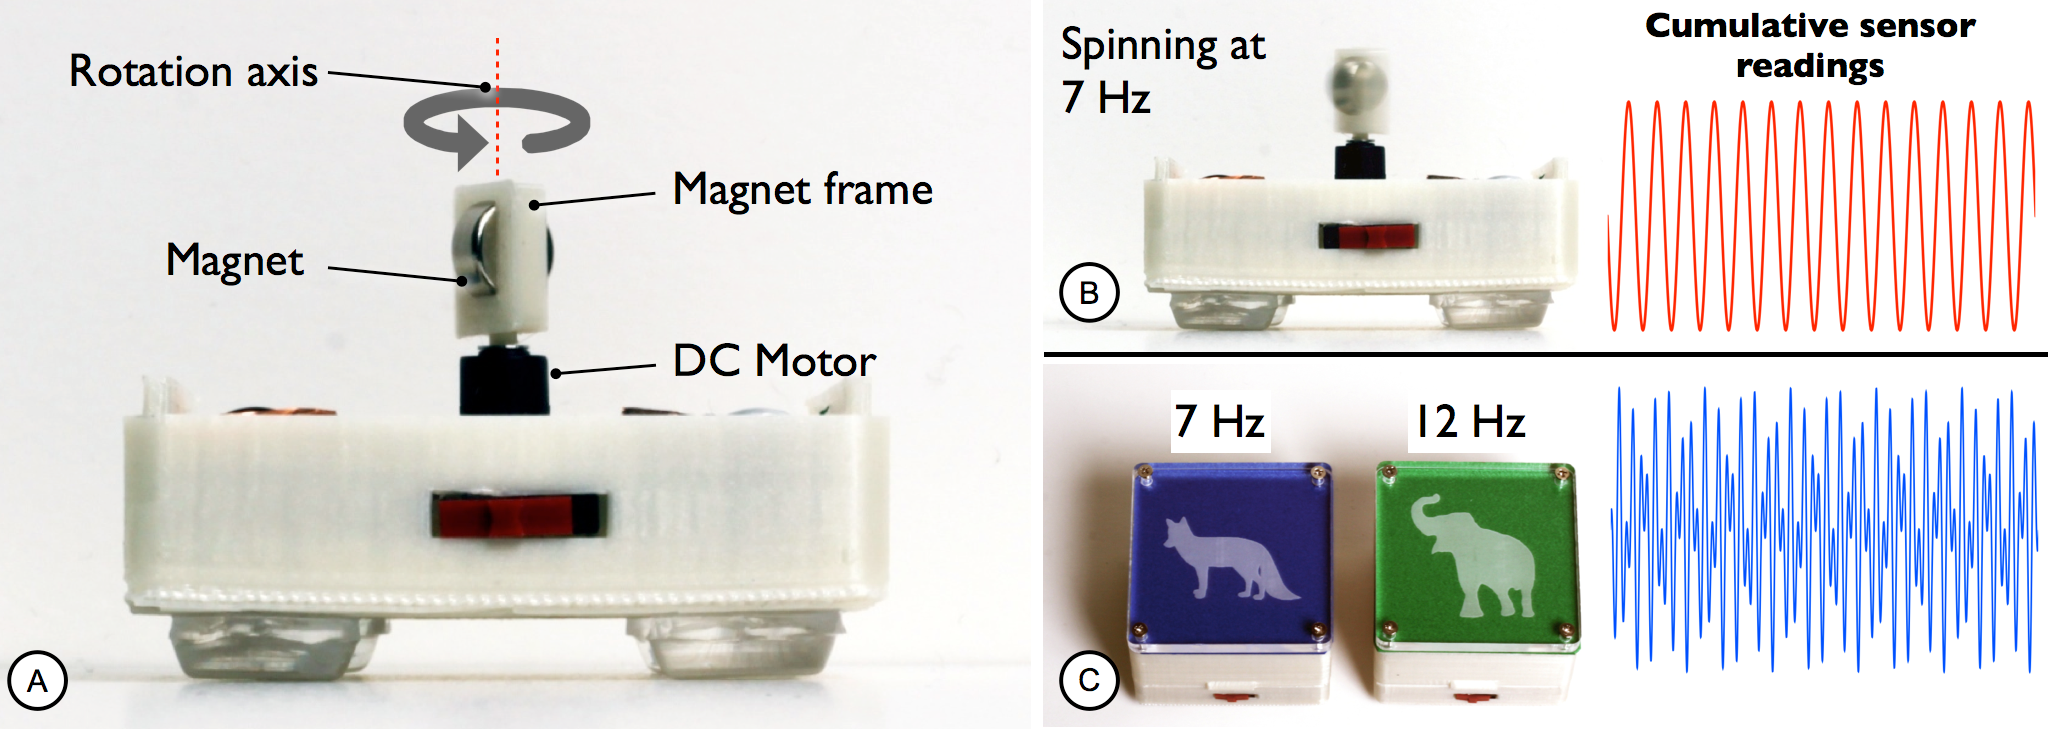 Rotation axis
Magnet frame
Magnet
DC Motor
A
Spinning at
7 Hz
Cumulative sensor
readings
B
7 Hz
12 Hz
C